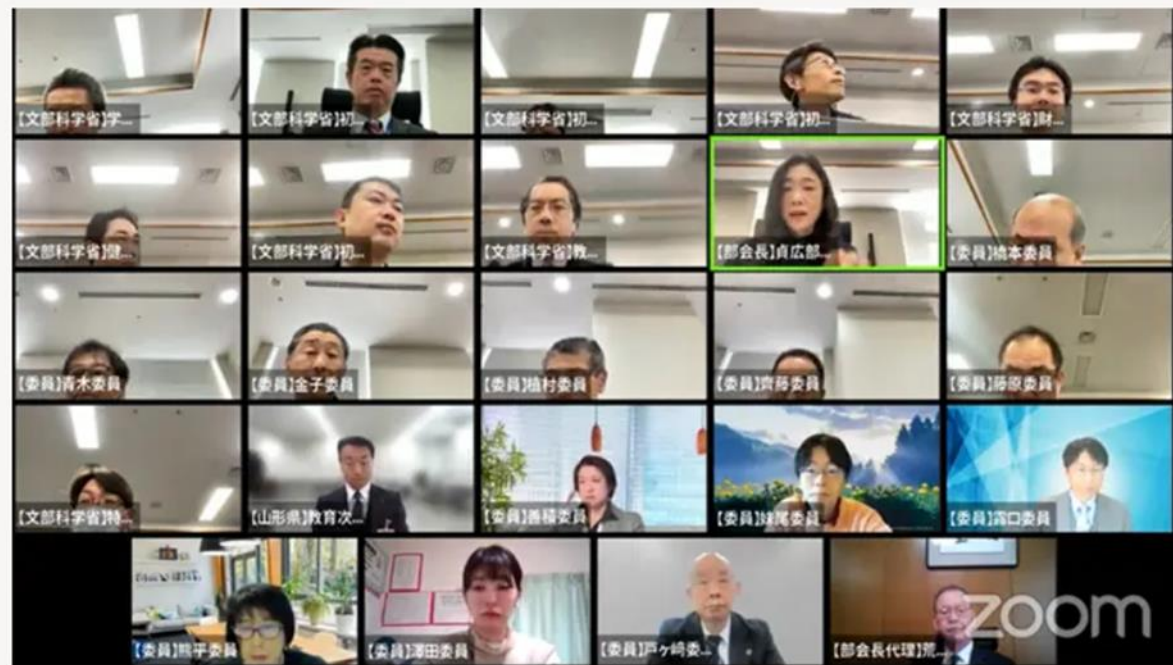 【文部科学省】学...
【文部科学省】初...
【文部科学省】初...
【文部科学省】初...
【文部科学省】財...
【文部科学省】健...
【文部科学省】初...
【文部科学省】教...
【部会長】貞広部...
【委員】橋本委員
【委員】青木委員
【委員】金子委員
【委員】植村委員
【委員】齊藤委員
【委員】藤原委員
【文部科学省】特...
【山形県】教育次...
【委員】善積委員
【委員】妹尾委員
【委員】露口委員
【委員】熊平委員
【委員】澤田委員
【委員】戸ヶ﨑委...
【部会長代理】荒...
zoom